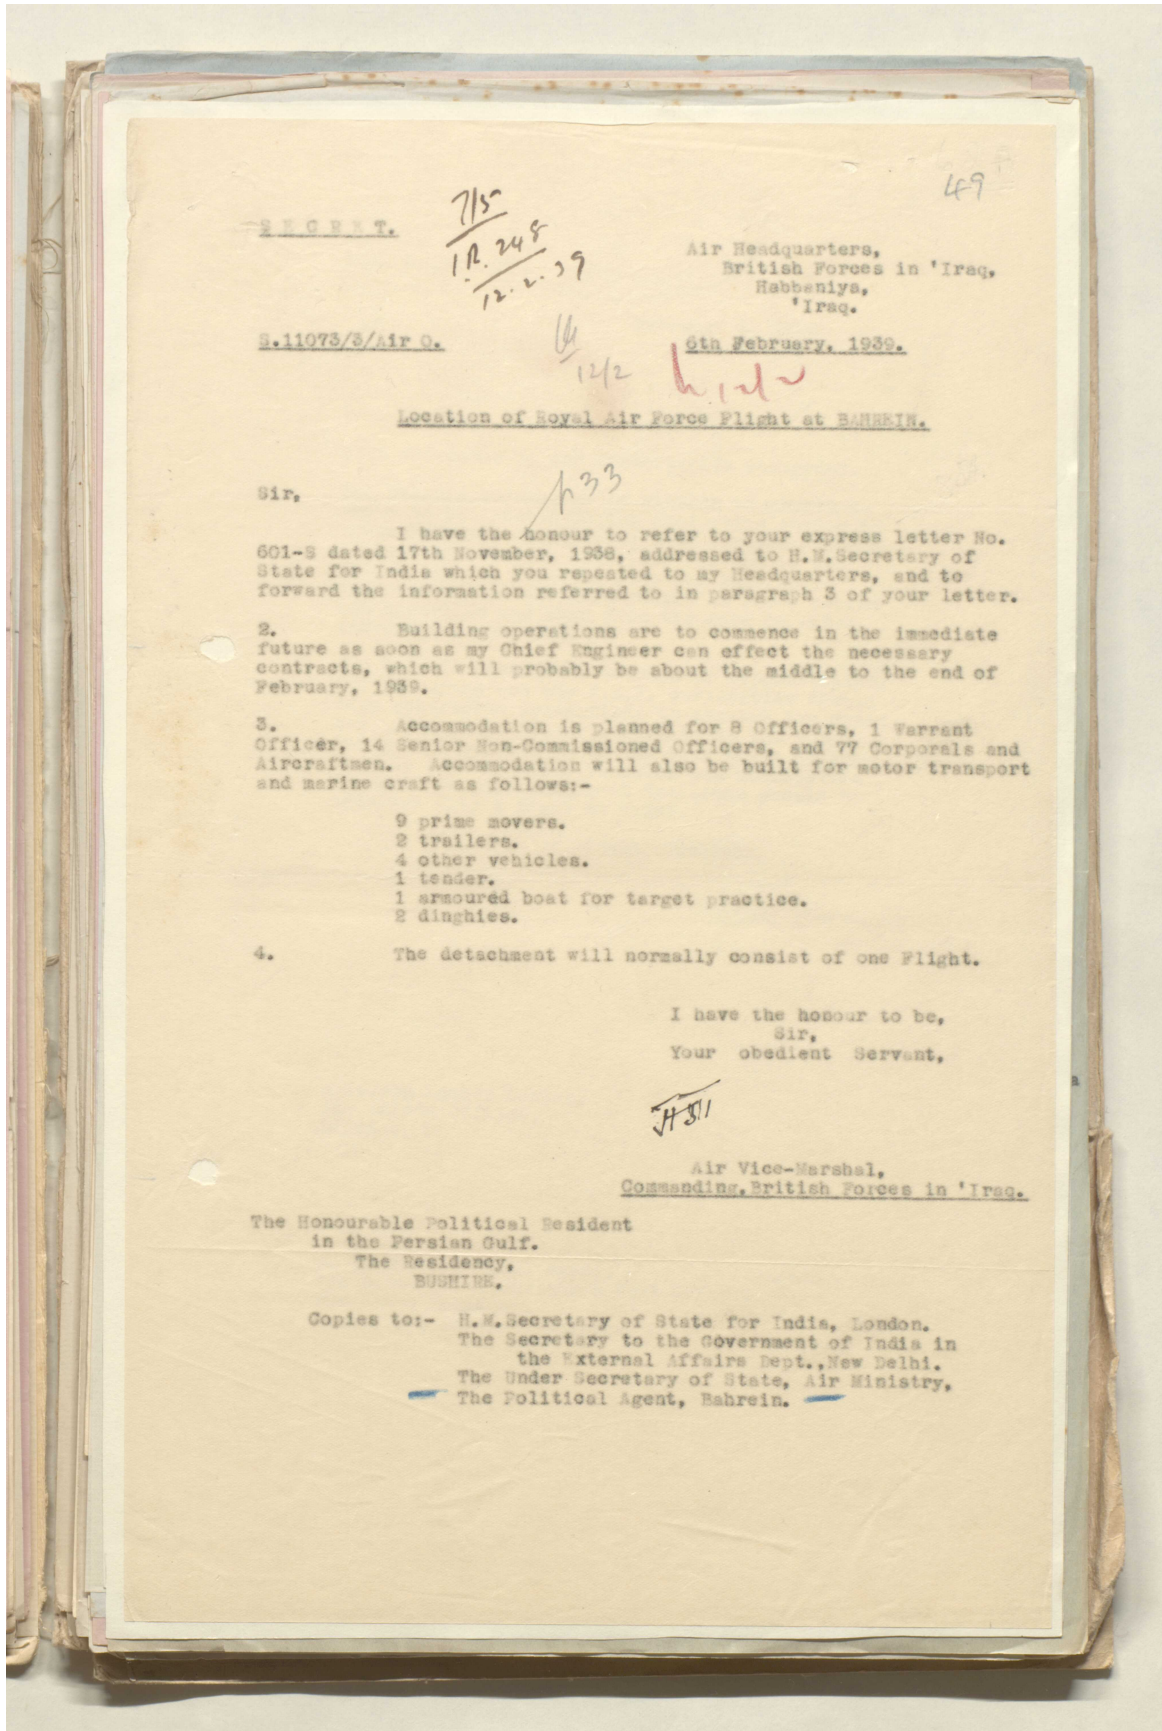 49
SECRET.
7/5
I.R. 248
12.2.39
Air Headquarters,
British Forces in 'Iraq,
Habbaniya,
'Iraq.
S.11073/3/Air O.
6th February, 1939.
12/2
Location of Royal Air Force Flight at BAHREIN.
p33
Sir,
I have the honour to refer to your express letter No.
601-S dated 17th November, 1938, addressed to H.M.Secretary of
State for India which you repeated to my Headquarters, and to
forward the information referred to in paragraph 3 of your letter.
2. Building operations are to commence in the immediate
future as soon as my Chief Engineer can effect the necessary
contracts, which will probably be about the middle to the end of
February, 1939.
3. Accommodation is planned for 8 Officers, 1 Warrant
Officer, 14 Senior Non-Commissioned Officers, and 77 Corporals and
Aircraftmen. Accommodation will also be built for motor transport
and marine craft as follows:-
9 prime movers.
2 trailers.
4 other vehicles.
1 tender.
1 armoured boat for target practice.
2 dinghies.
4. The detachment will normally consist of one Flight.
I have the honour to be,
Sir,
Your obedient Servant,
Air Vice-Marshal,
Commanding, British Forces in 'Iraq.
The Honourable Political Resident
in the Persian Gulf.
The Residency,
BUSHIRE.
Copies to:- H.M.Secretary of State for India, London.
The Secretary to the Government of India in
the External Affairs Dept., New Delhi.
The Under Secretary of State, Air Ministry,
The Political Agent, Bahrein.